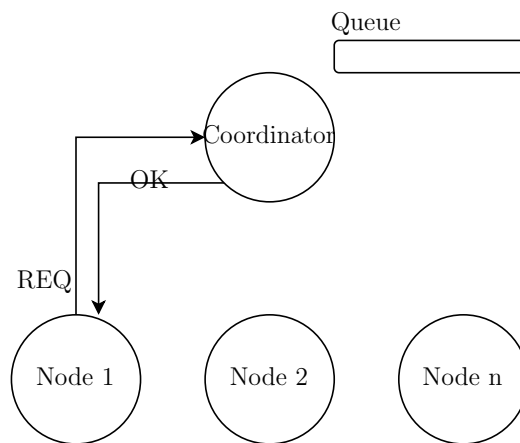 Queue
Coordinator
OK
REQ
Node 1
Node 2
Node n